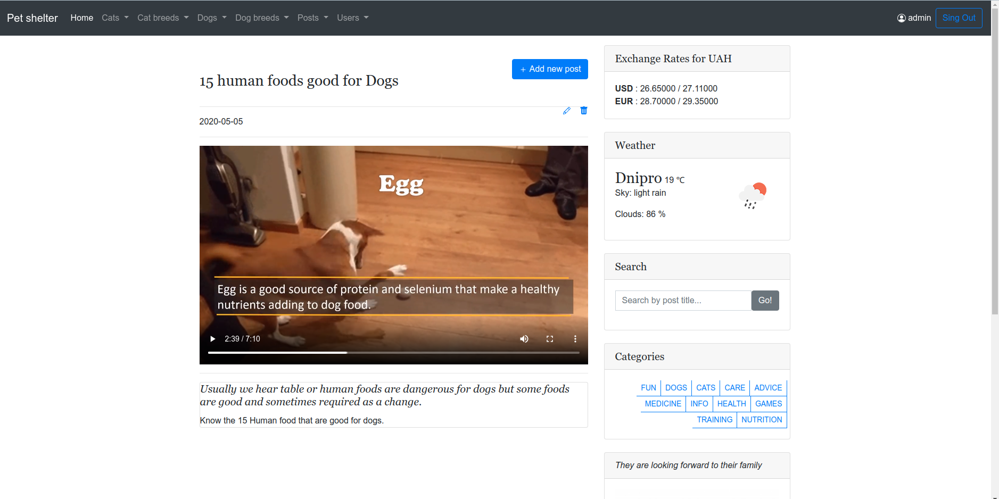 Pet shelter Home Cats Cat breeds Dogs Dog breeds Posts Users admin Sing Out
+ Add new post
15 human foods good for Dogs
2020-05-05
Egg
Egg is a good source of protein and selenium that make a healthy
nutrients adding to dog food.
2:39 / 7:10
Usually we hear table or human foods are dangerous for dogs but some foods
are good and sometimes required as a change.
Know the 15 Human food that are good for dogs.
Exchange Rates for UAH
USD : 26.65000 / 27.11000
EUR : 28.70000 / 29.35000
Weather
Dnipro 19 ℃
Sky: light rain
Clouds: 86 %
Search
Search by post title... Go!
Categories
FUN DOGS CATS CARE ADVICE
MEDICINE INFO HEALTH GAMES
TRAINING NUTRITION
They are looking forward to their family